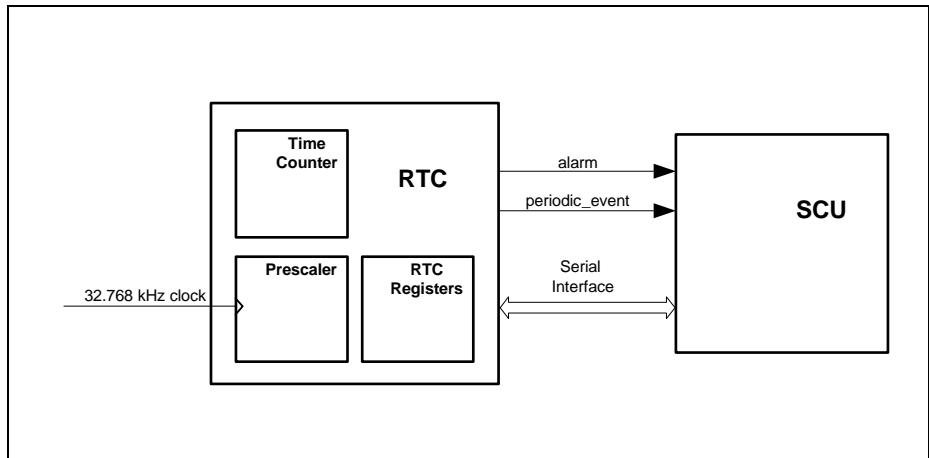 Time
Counter
RTC
alarm
periodic_event
SCU
Prescaler
RTC
Registers
Serial
Interface
32.768 kHz clock